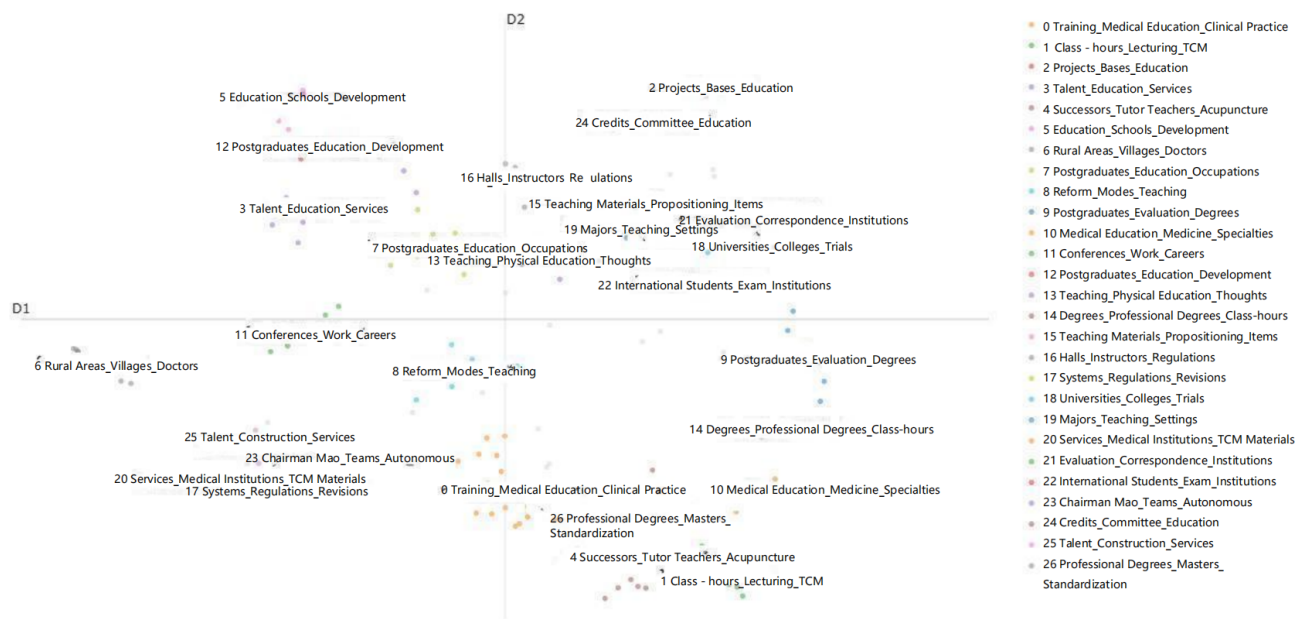 D2
5 Education_Schools_Development
2 Projects_Bases_Education
24 Credits_Committee_Education
12 Postgraduates_Education_Development
16 Halls_Instructors Re ulations
3 Talent_Education_Services
15 Teaching Materials_Propositioning_Items
21 Evaluation_Correspondence_Institutions
19 Majors_Teaching_Settings
7 Postgraduates_Education_Occupations
18 Universities_Colleges_Trials
13 Teaching_Physical Education_Thoughts
22 International Students_Exam_Institutions
D1
11 Conferences_Work_Careers
6 Rural Areas_Villages_Doctors
8 Reform_Modes_Teaching
9 Postgraduates_Evaluation_Degrees
14 Degrees_Professional Degrees_Class-hours
25 Talent_Construction_Services
23 Chairman Mao_Teams_Autonomous
20 Services_Medical Institutions_TCM Materials
17 Systems_Regulations_Revisions
0 Training_Medical Education_Clinical Practice
10 Medical Education_Medicine_Specialties
26 Professional Degrees_Masters_
Standardization
4 Successors_Tutor Teachers_Acupuncture
1 Class - hours_Lecturing_TCM
0 Training_Medical Education_Clinical Practice
1 Class - hours_Lecturing_TCM
2 Projects_Bases_Education
3 Talent_Education_Services
4 Successors_Tutor Teachers_Acupuncture
5 Education_Schools_Development
6 Rural Areas_Villages_Doctors
7 Postgraduates_Education_Occupations
8 Reform_Modes_Teaching
9 Postgraduates_Evaluation_Degrees
10 Medical Education_Medicine_Specialties
11 Conferences_Work_Careers
12 Postgraduates_Education_Development
13 Teaching_Physical Education_Thoughts
14 Degrees_Professional Degrees_Class-hours
15 Teaching Materials_Propositioning_Items
16 Halls_Instructors_Regulations
17 Systems_Regulations_Revisions
18 Universities_Colleges_Trials
19 Majors_Teaching_Settings
20 Services_Medical Institutions_TCM Materials
21 Evaluation_Correspondence_Institutions
22 International Students_Exam_Institutions
23 Chairman Mao_Teams_Autonomous
24 Credits_Committee_Education
25 Talent_Construction_Services
26 Professional Degrees_Masters_
Standardization